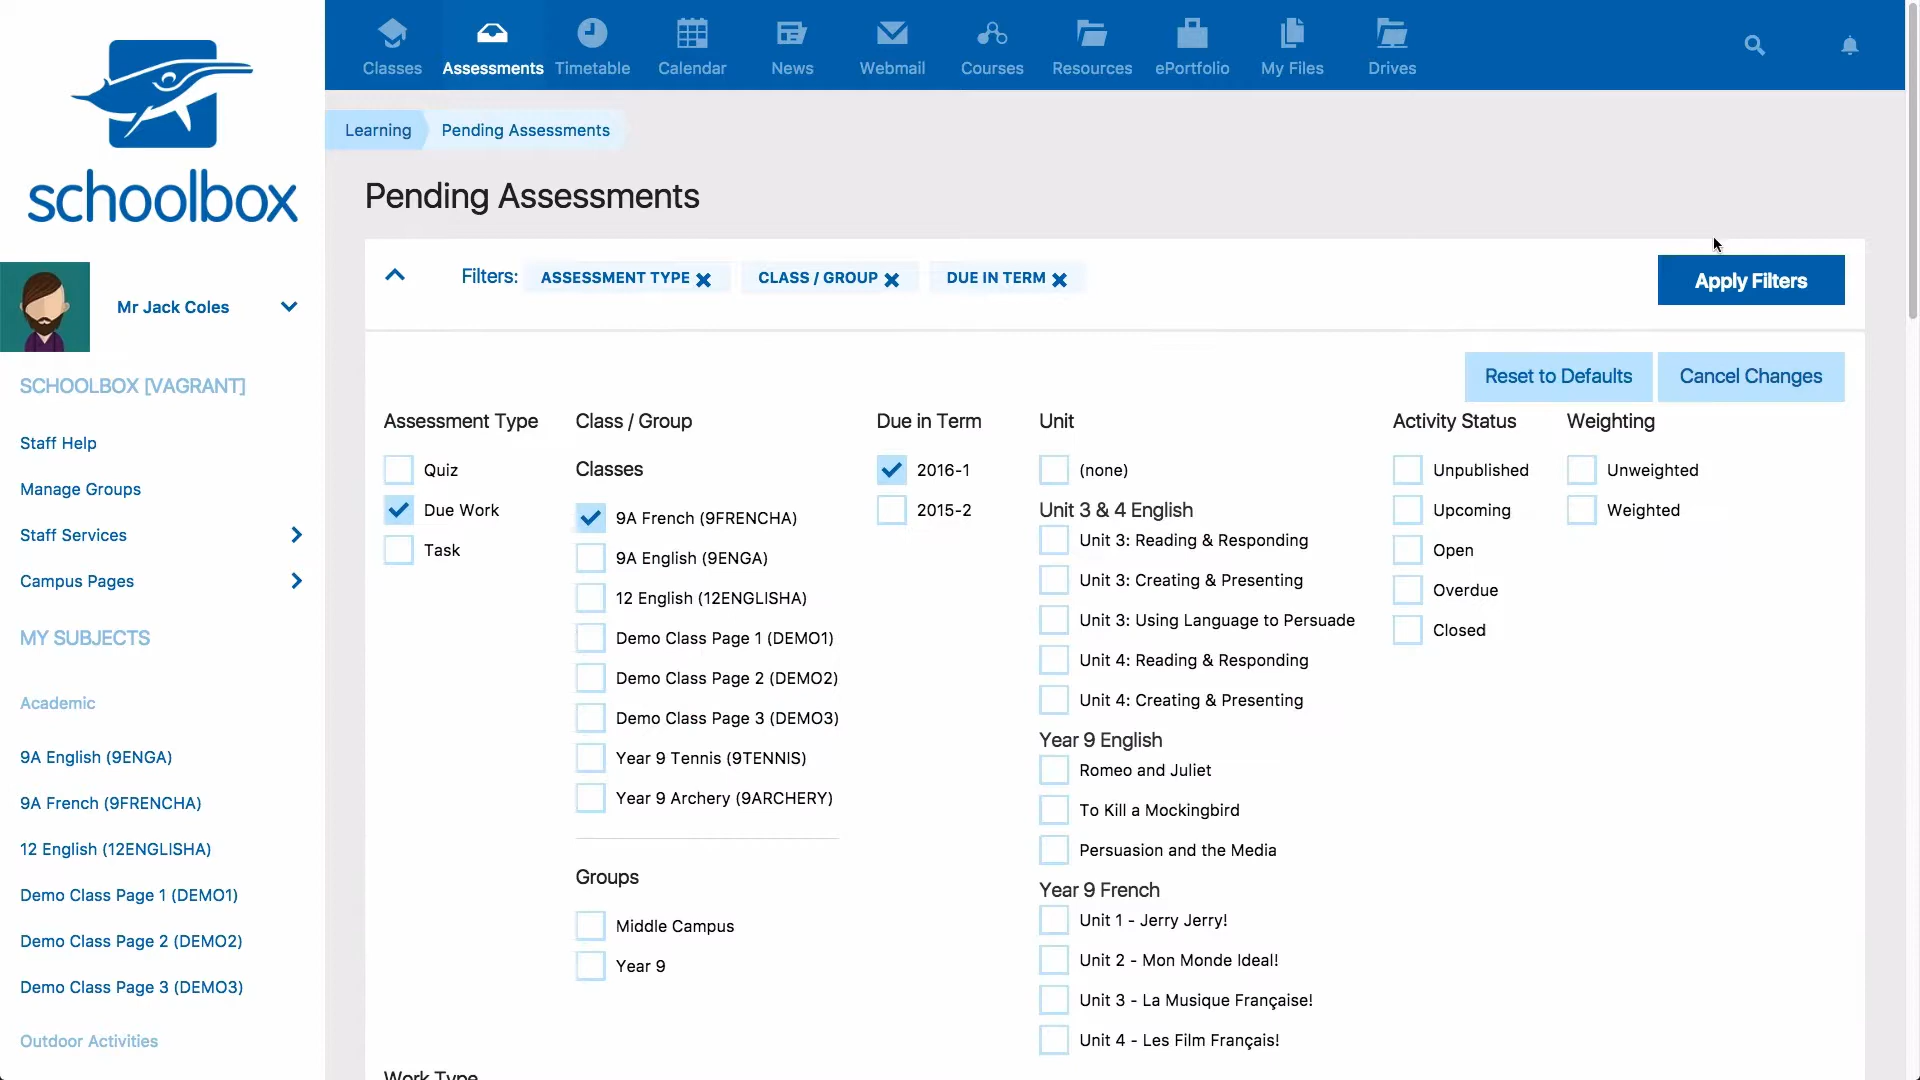 schoolbox
Mr Jack Coles
SCHOOLBOX [VAGRANT]
Staff Help
Manage Groups
Staff Services
Campus Pages
MY SUBJECTS
Academic
9A English (9ENGA)
9A French (9FRENCHA)
12 English (12ENGLISHA)
Demo Class Page 1 (DEMO1)
Demo Class Page 2 (DEMO2)
Demo Class Page 3 (DEMO3)
Outdoor Activities
Classes Assessments Timetable Calendar News Webmail Courses Resources ePortfolio My Files Drives
Learning Pending Assessments
Pending Assessments
Filters: ASSESSMENT TYPE CLASS / GROUP DUE IN TERM Apply Filters
Reset to Defaults Cancel Changes
Assessment Type
Quiz
Due Work
Task
Class / Group
Classes
9A French (9FRENCHA)
9A English (9ENGA)
12 English (12ENGLISHA)
Demo Class Page 1 (DEMO1)
Demo Class Page 2 (DEMO2)
Demo Class Page 3 (DEMO3)
Year 9 Tennis (9TENNIS)
Year 9 Archery (9ARCHERY)
Groups
Middle Campus
Year 9
Due in Term
2016-1
2015-2
Unit
(none)
Unit 3 & 4 English
Unit 3: Reading & Responding
Unit 3: Creating & Presenting
Unit 3: Using Language to Persuade
Unit 4: Reading & Responding
Unit 4: Creating & Presenting
Year 9 English
Romeo and Juliet
To Kill a Mockingbird
Persuasion and the Media
Year 9 French
Unit 1 - Jerry Jerry!
Unit 2 - Mon Monde Ideal!
Unit 3 - La Musique Française!
Unit 4 - Les Film Français!
Activity Status
Unpublished
Upcoming
Open
Overdue
Closed
Weighting
Unweighted
Weighted
Work Type